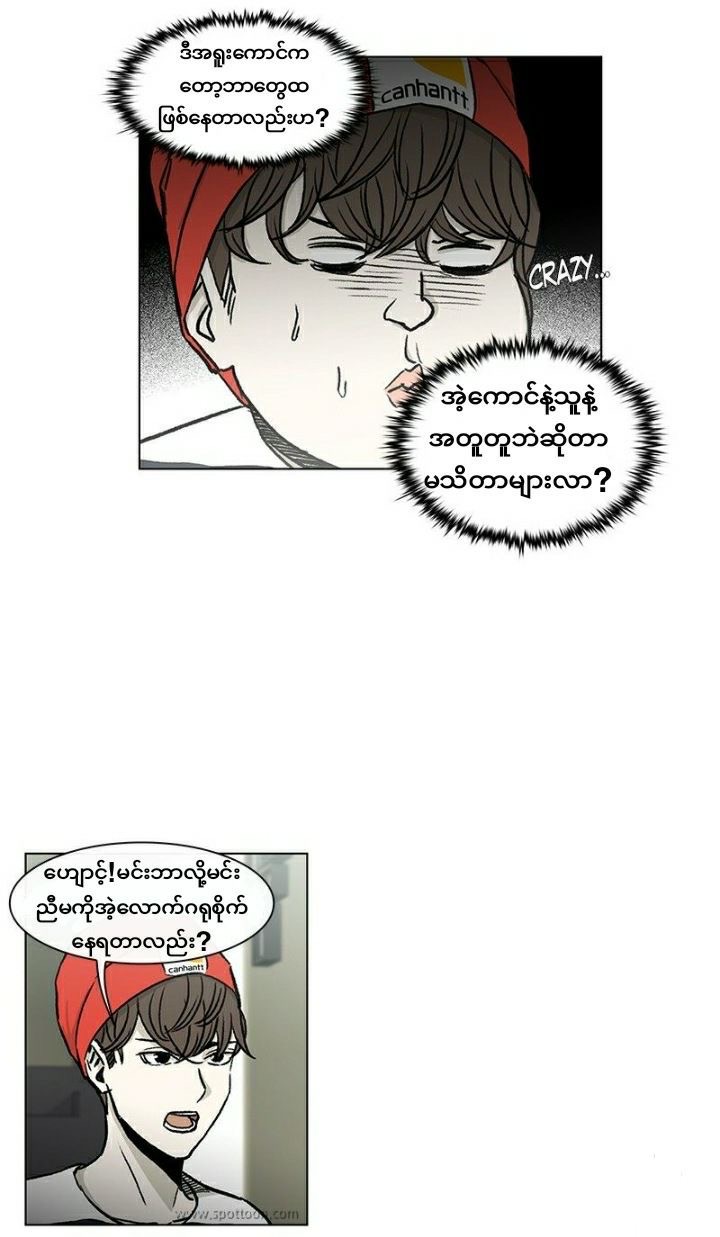 ဒီအရူးကောင်က
တော့ဘာတွေထ
ဖြစ်နေတာလည်းဟ?
canhartt
CRAZY...
အဲ့ကောင်နဲ့သူနဲ့
အတူတူဘဲဆိုတာ
မသိတာများလာ?
ဟျောင့်!မင်းဘာလို့မင်း
ညီမကိုအဲ့လောက်ဂရုစိုက်
နေရတာလည်း?
canhartt
www.spottoon.com